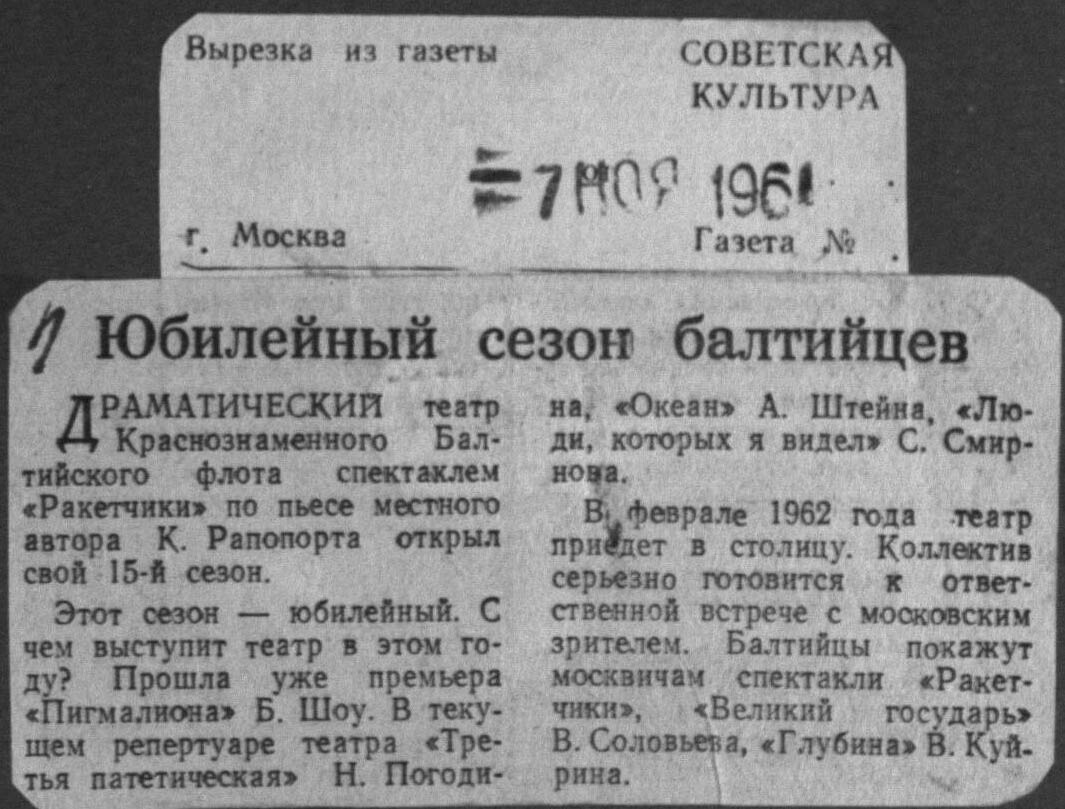 Вырезка из газеты
СОВЕТСКАЯ
КУЛЬТУРА
7 НОЯ 1961
г. Москва
Газета №
Юбилейный сезон балтийцев
ДРАМАТИЧЕСКИЙ театр
Краснознаменного Бал-
тийского флота спектаклем
«Ракетчики» по пьесе местного
автора К. Рапопорта открыл
свой 15-й сезон.
Этот сезон — юбилейный. С
чем выступит театр в этом го-
ду? Прошла уже премьера
«Пигмалиона» Б. Шоу. В теку-
щем репертуаре театра «Тре-
тья патетическая» Н. Погоди-
на, «Океан» А. Штейна, «Лю-
ди, которых я видел» С. Смир-
нова.
В феврале 1962 года театр
приедет в столицу. Коллектив
серьезно готовится к ответ-
ственной встрече с московским
зрителем. Балтийцы покажут
москвичам спектакли «Ракет-
чики», «Великий государь»
В. Соловьева, «Глубина» В. Куй-
рина.